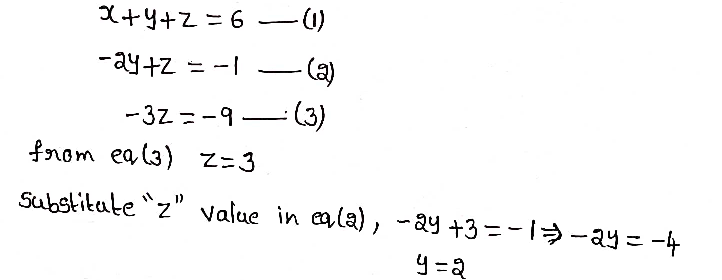 x+y+z = 6 —(1)
-2y+z = -1 —(2)
-3z = -9 —(3)
from eq(3) z=3
substitute "z" value in eq(2), -2y+3 = -1 ⇒ -2y = -4
y=2